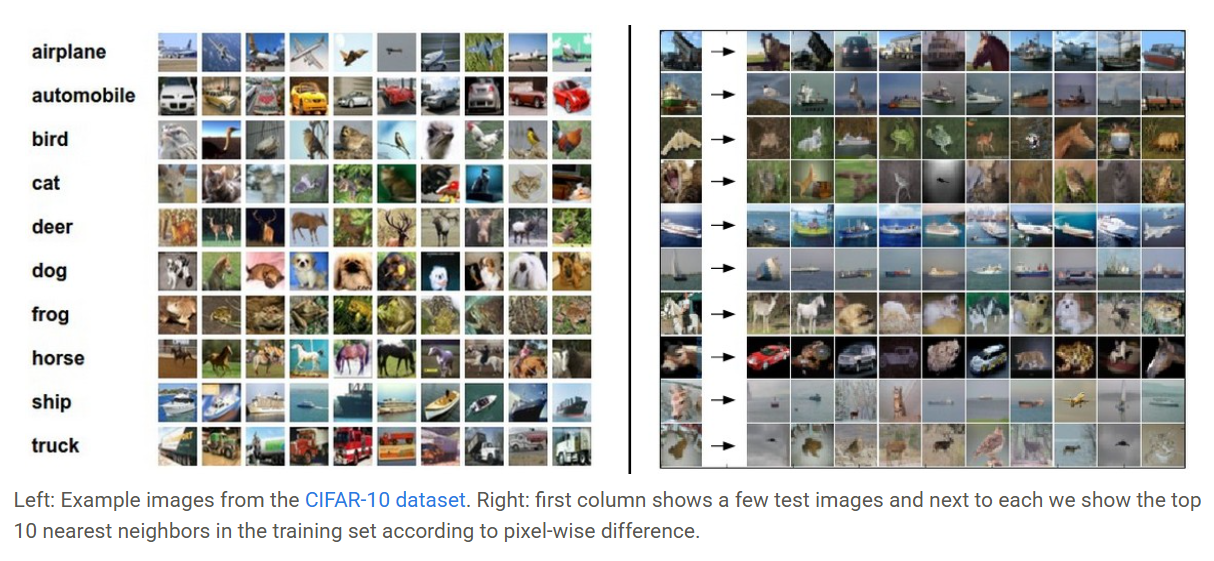 airplane
automobile
bird
cat
deer
dog
frog
horse
ship
truck
Left: Example images from the CIFAR-10 dataset. Right: first column shows a few test images and next to each we show the top
10 nearest neighbors in the training set according to pixel-wise difference.